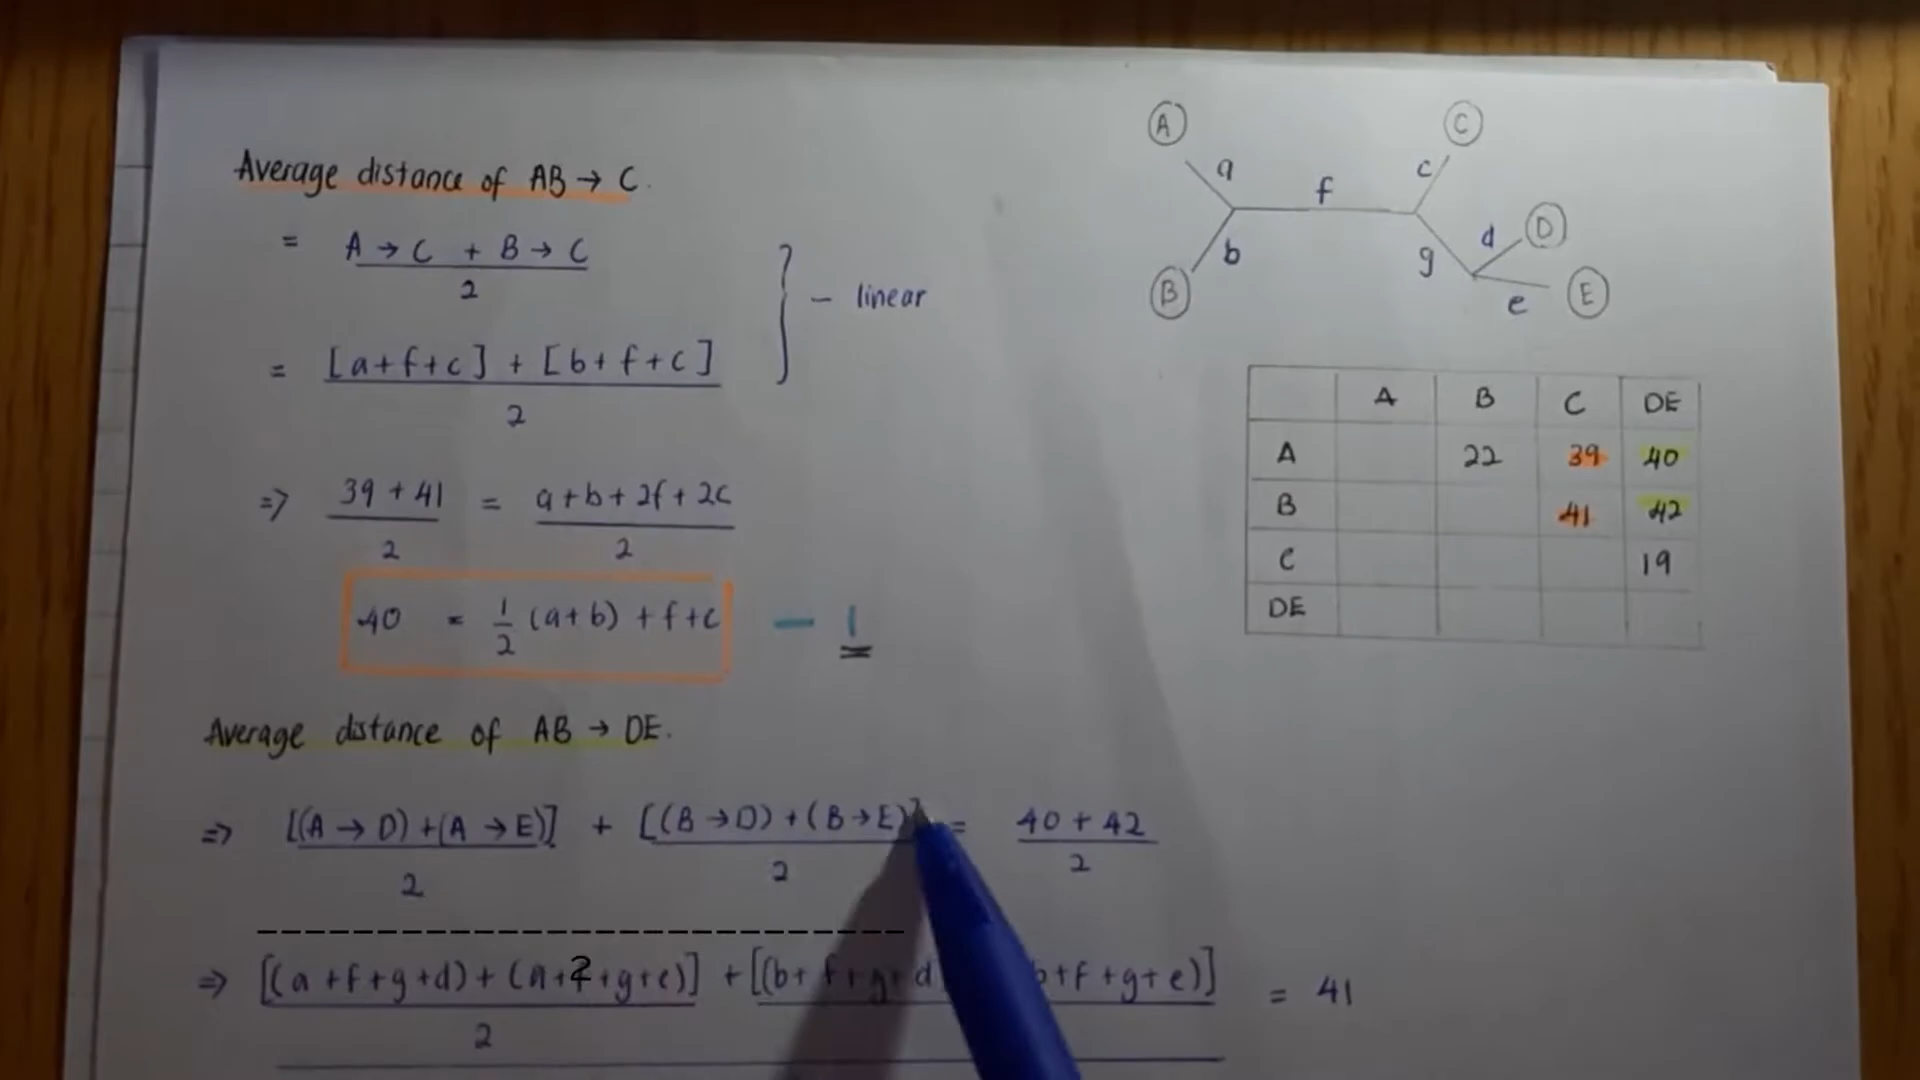 Average distance of AB → C.
= A → C + B → C
2
= [a+f+c] + [b+f+c]
2
} - linear
=> 39 + 41 = a+b+2f+2c
2 2
40 = 1/2 (a+b) + f+c - 1
Average distance of AB → DE.
=> [(A → D)+(A → E)] + [(B → D)+(B → E)] = 40 + 42
2 2 2
=> [(a+f+g+d)+(a+2+g+e)] + [(b+f+g+d) b+f+g+e)] = 41
2
A a C c
f
b g d D
B e E
A B C DE
A 22 39 40
B 41 42
C 19
DE